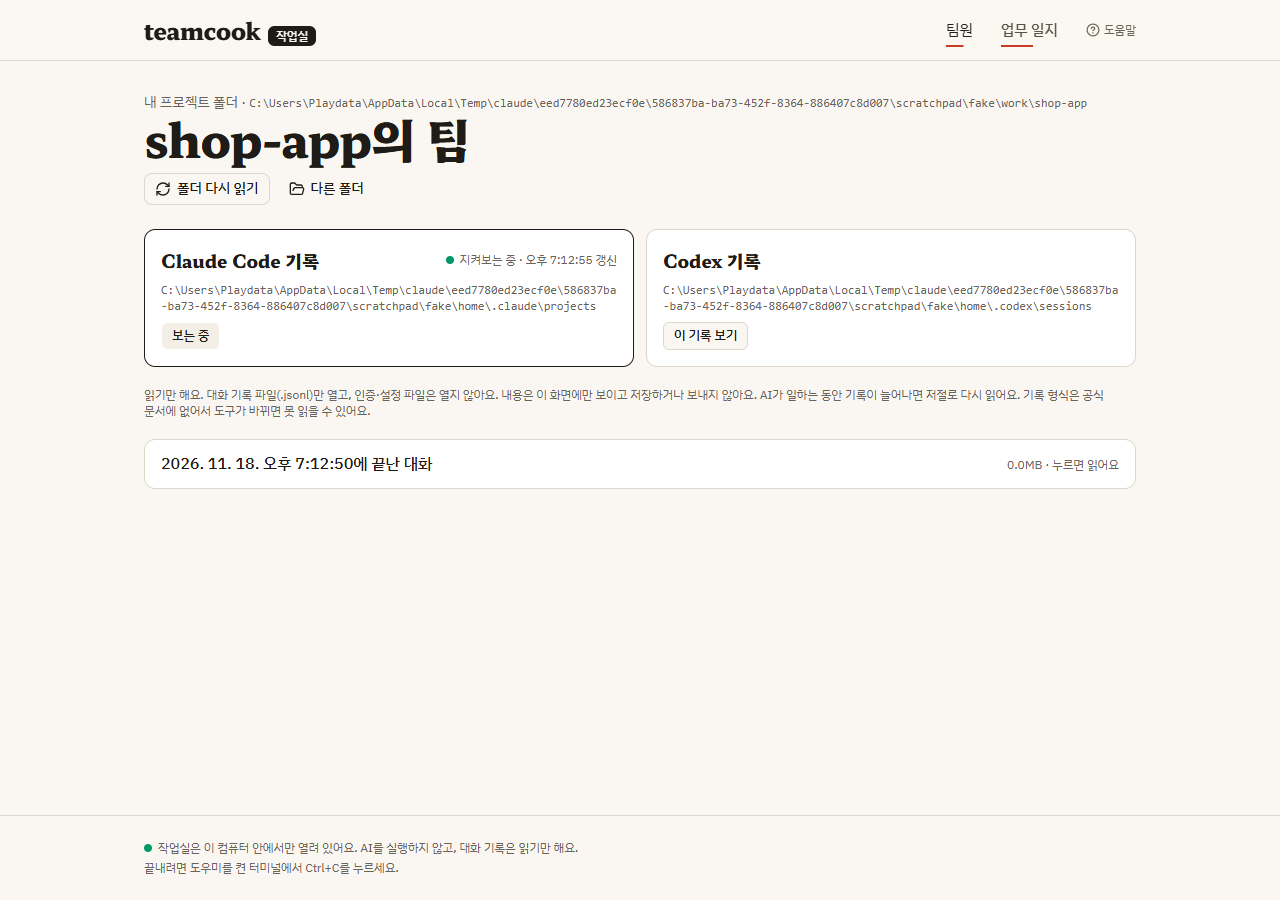 teamcook 작업실
팀원 업무 일지 도움말
내 프로젝트 폴더 · C:\Users\Playdata\AppData\Local\Temp\claude\eed7780ed23ecf0e\586837ba-ba73-452f-8364-886407c8d007\scratchpad\fake\work\shop-app
shop-app의 팀
폴더 다시 읽기 다른 폴더
Claude Code 기록 지켜보는 중 · 오후 7:12:55 갱신
C:\Users\Playdata\AppData\Local\Temp\claude\eed7780ed23ecf0e\586837ba
-ba73-452f-8364-886407c8d007\scratchpad\fake\home\.claude\projects
보는 중
Codex 기록
C:\Users\Playdata\AppData\Local\Temp\claude\eed7780ed23ecf0e\586837ba
-ba73-452f-8364-886407c8d007\scratchpad\fake\home\.codex\sessions
이 기록 보기
읽기만 해요. 대화 기록 파일(.jsonl)만 열고, 인증·설정 파일은 열지 않아요. 내용은 이 화면에만 보이고 저장하거나 보내지 않아요. AI가 일하는 동안 기록이 늘어나면 저절로 다시 읽어요. 기록 형식은 공식
문서에 없어서 도구가 바뀌면 못 읽을 수 있어요.
2026. 11. 18. 오후 7:12:50에 끝난 대화 0.0MB · 누르면 읽어요
작업실은 이 컴퓨터 안에서만 열려 있어요. AI를 실행하지 않고, 대화 기록은 읽기만 해요.
끝내려면 도우미를 켠 터미널에서 Ctrl+C를 누르세요.